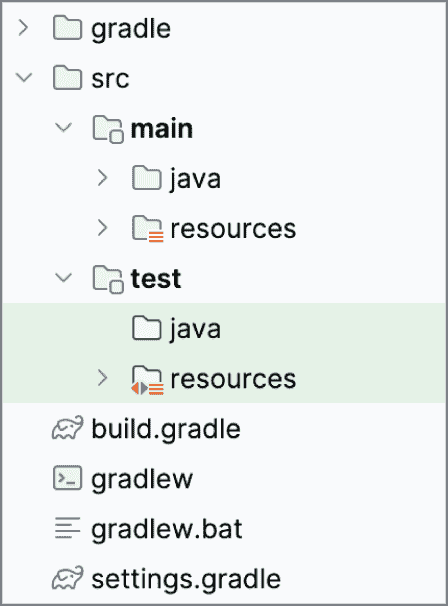 gradle
src
main
java
resources
test
java
resources
build.gradle
gradlew
gradlew.bat
settings.gradle